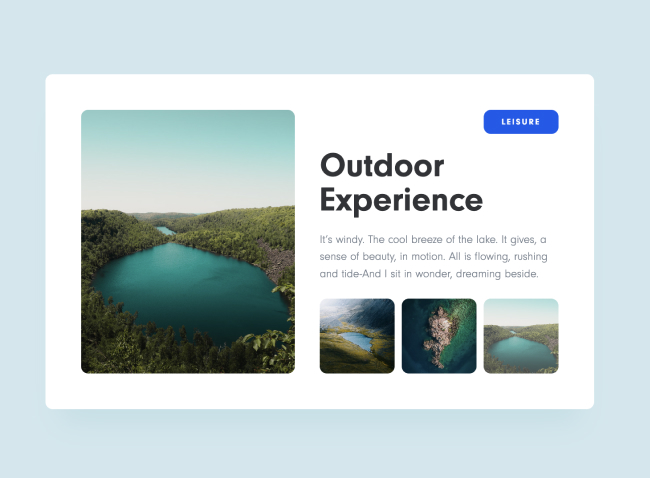 LEISURE
Outdoor
Experience
It's windy. The cool breeze of the lake. It gives, a
sense of beauty, in motion. All is flowing, rushing
and tide-And I sit in wonder, dreaming beside.